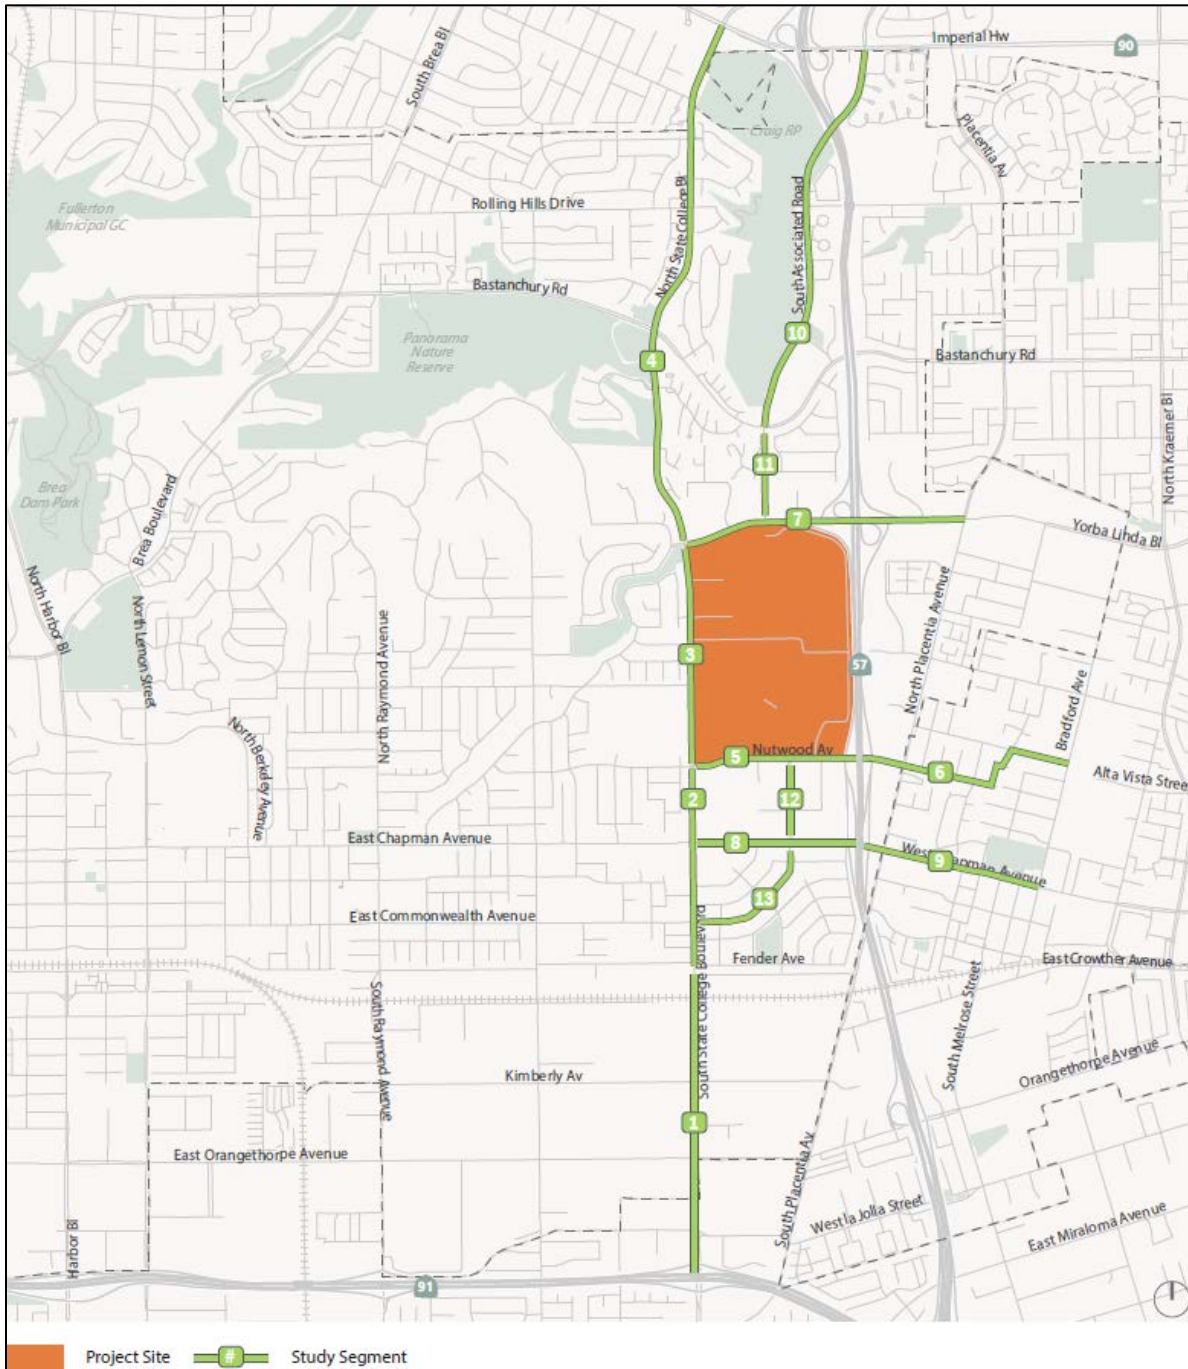 Imperial Hw
90
South Brea Bl
Placentia Av
Craig RP
Fullerton
Municipal GC
Rolling Hills Drive
North State College Bl
South Associated Road
Bastanchury Rd
10
Panorama
Nature
Reserve
4
Bastanchury Rd
North Kraemer Bl
11
Brea
Dam Park
Brea Boulevard
7
Yorba Linda Bl
North Harbor Bl
North Lemon Street
North Raymond Avenue
North Placentia Avenue
3
57
Bradford Ave
North Berkeley Avenue
Nutwood Av
5
6
Alta Vista Stree
2
12
East Chapman Avenue
8
West Chapman Avenue
9
13
East Commonwealth Avenue
South State College Boulevard
Fender Ave
East Crowther Avenue
South Raymond Avenue
South Melrose Street
Kimberly Av
Orangethorpe Avenue
1
East Orangethorpe Avenue
South Placentia Av
West la Jolla Street
East Miraloma Avenue
Harbor Bl
91
Project Site
#
Study Segment